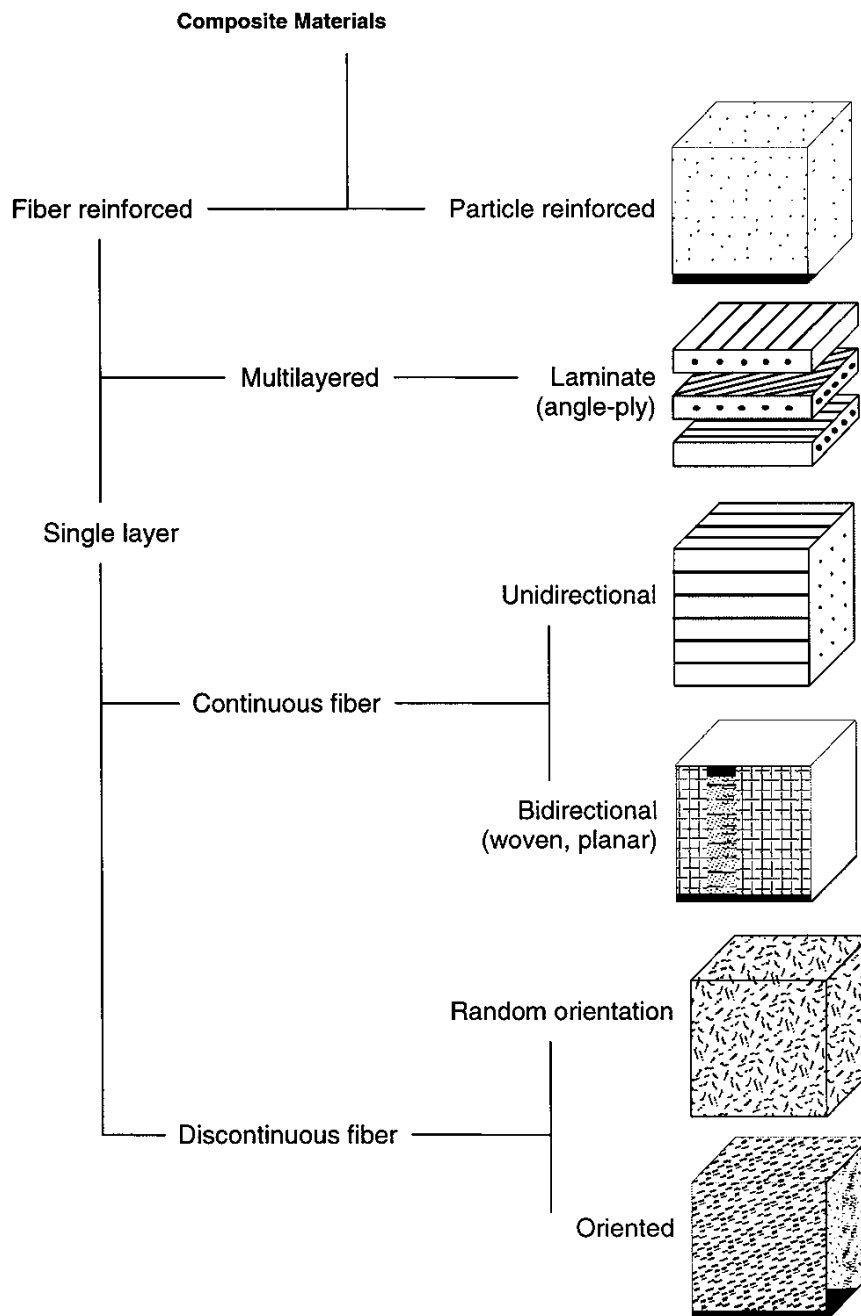 Composite Materials
Fiber reinforced
Particle reinforced
Multilayered
Laminate
(angle-ply)
Single layer
Unidirectional
Continuous fiber
Bidirectional
(woven, planar)
Random orientation
Discontinuous fiber
Oriented